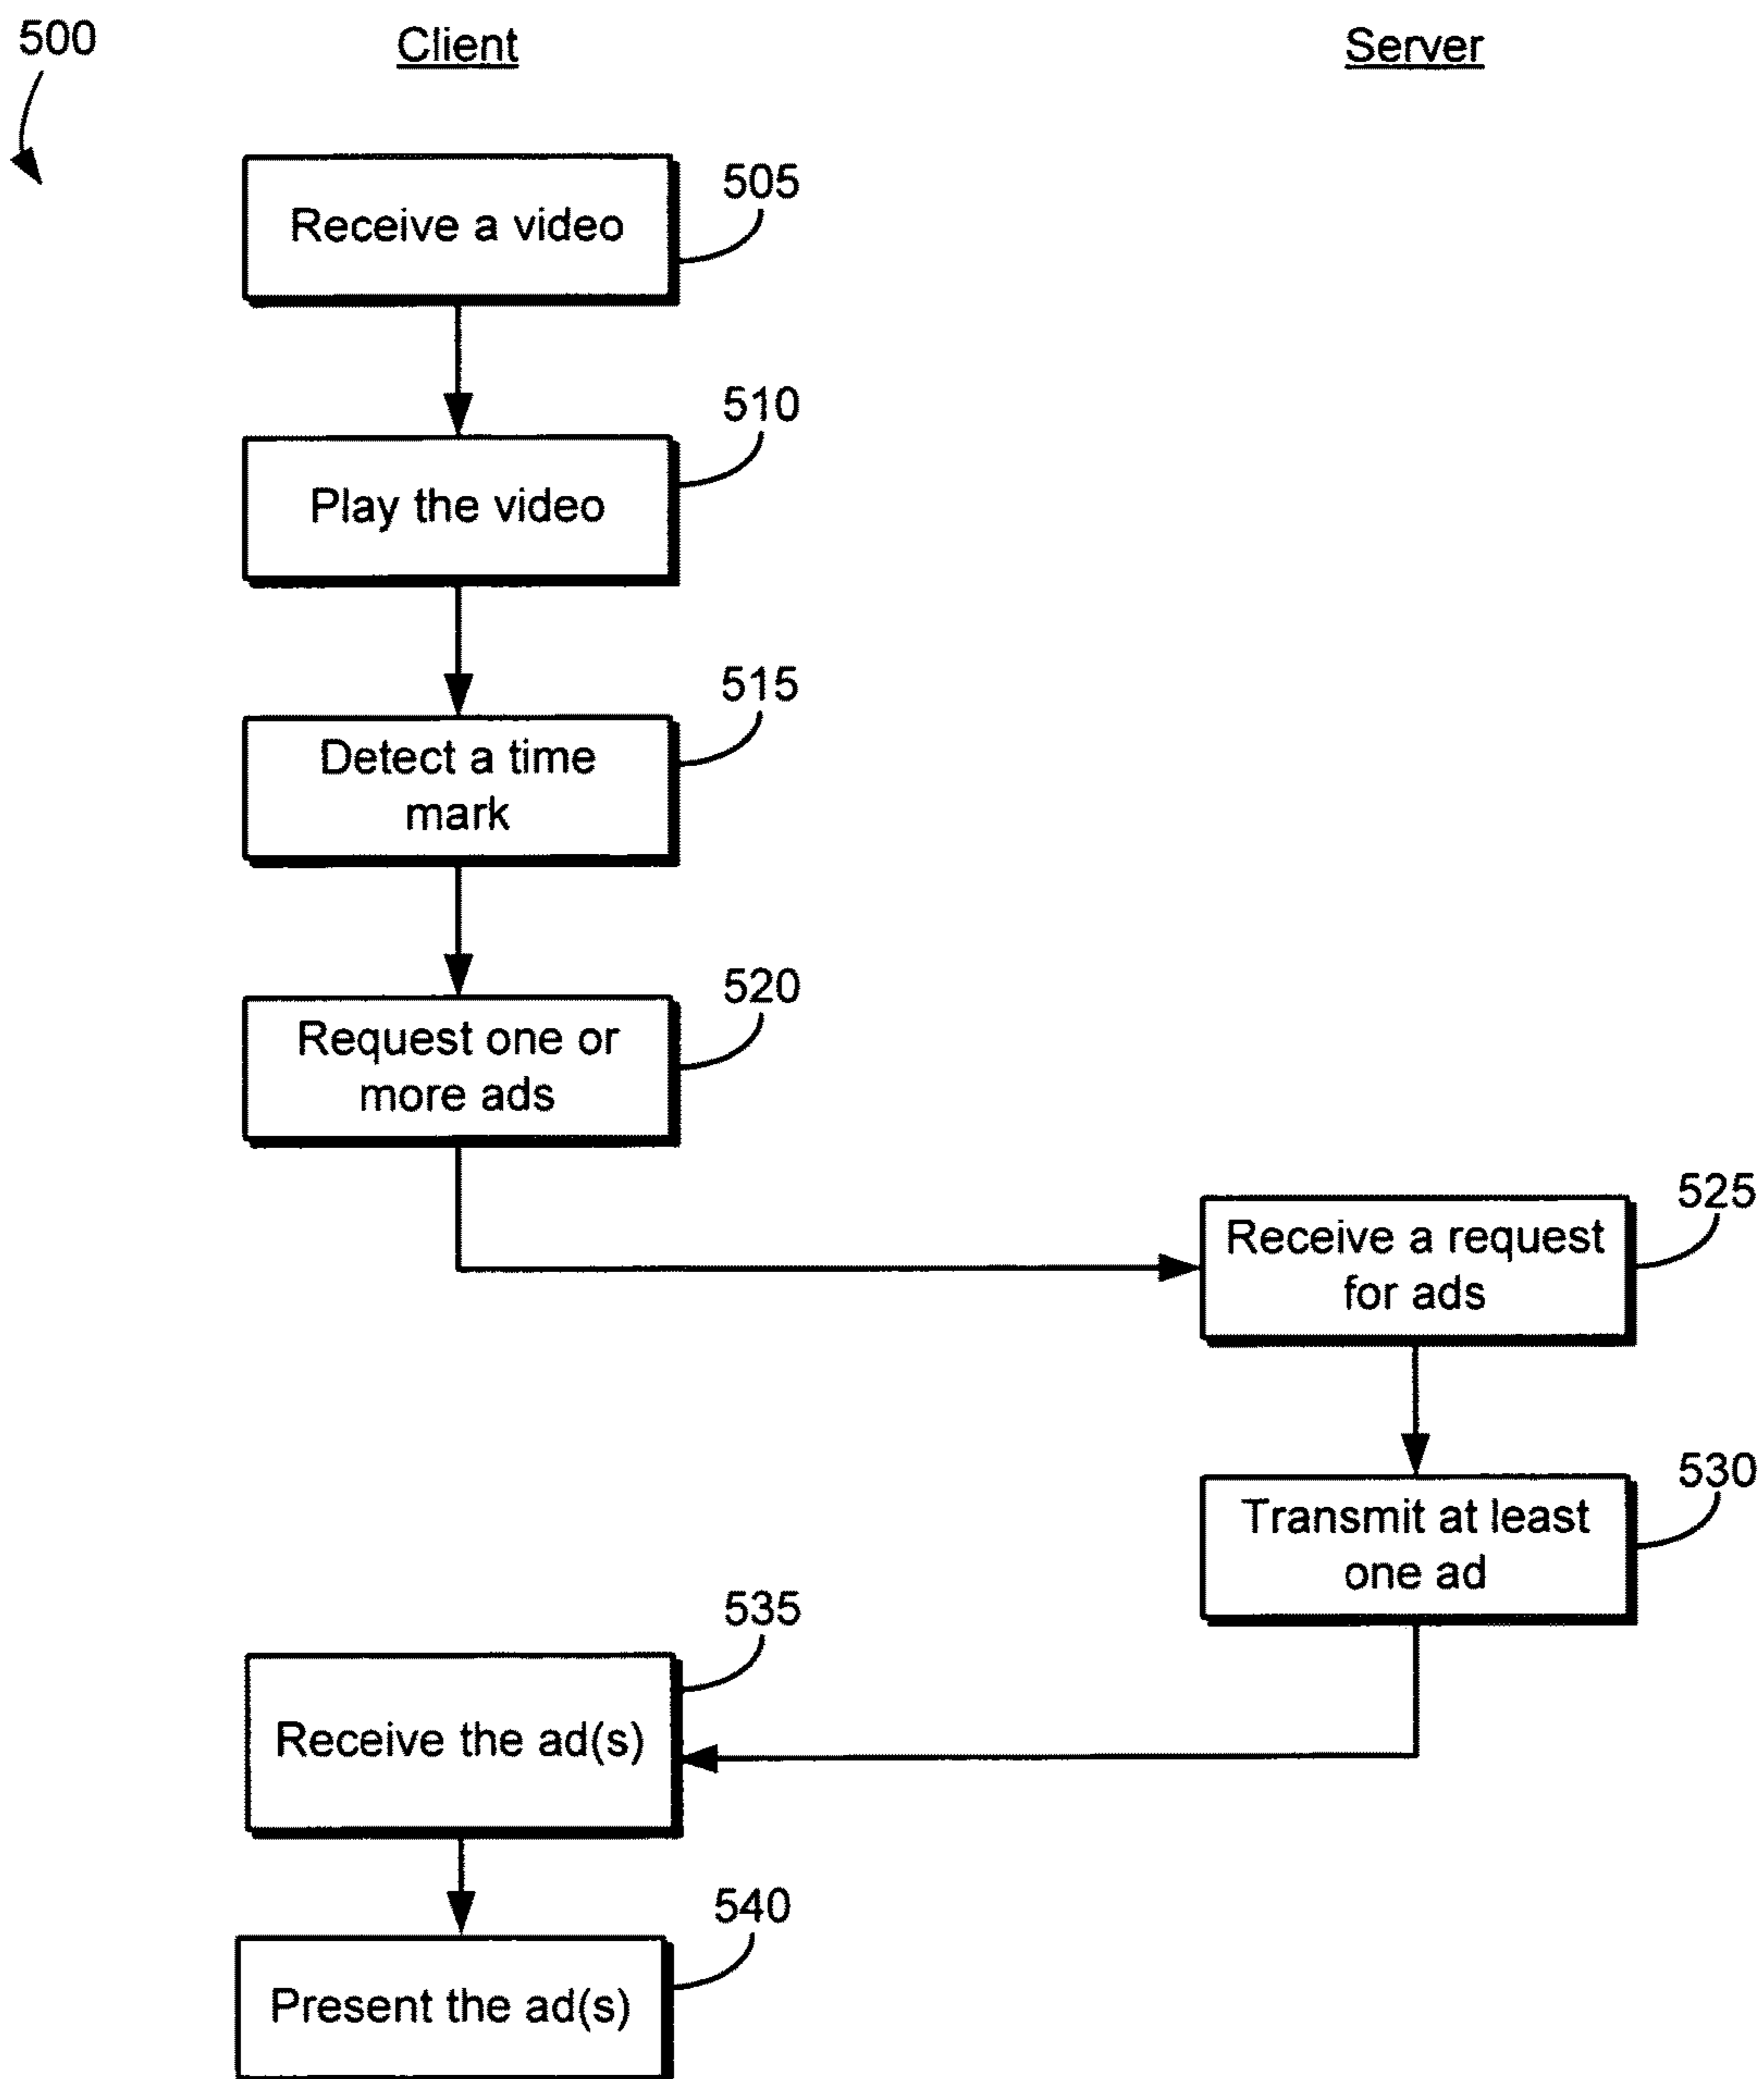 500
Client
Server
505
Receive a video
510
Play the video
515
Detect a time
mark
520
Request one or
more ads
525
Receive a request
for ads
530
Transmit at least
one ad
535
Receive the ad(s)
540
Present the ad(s)